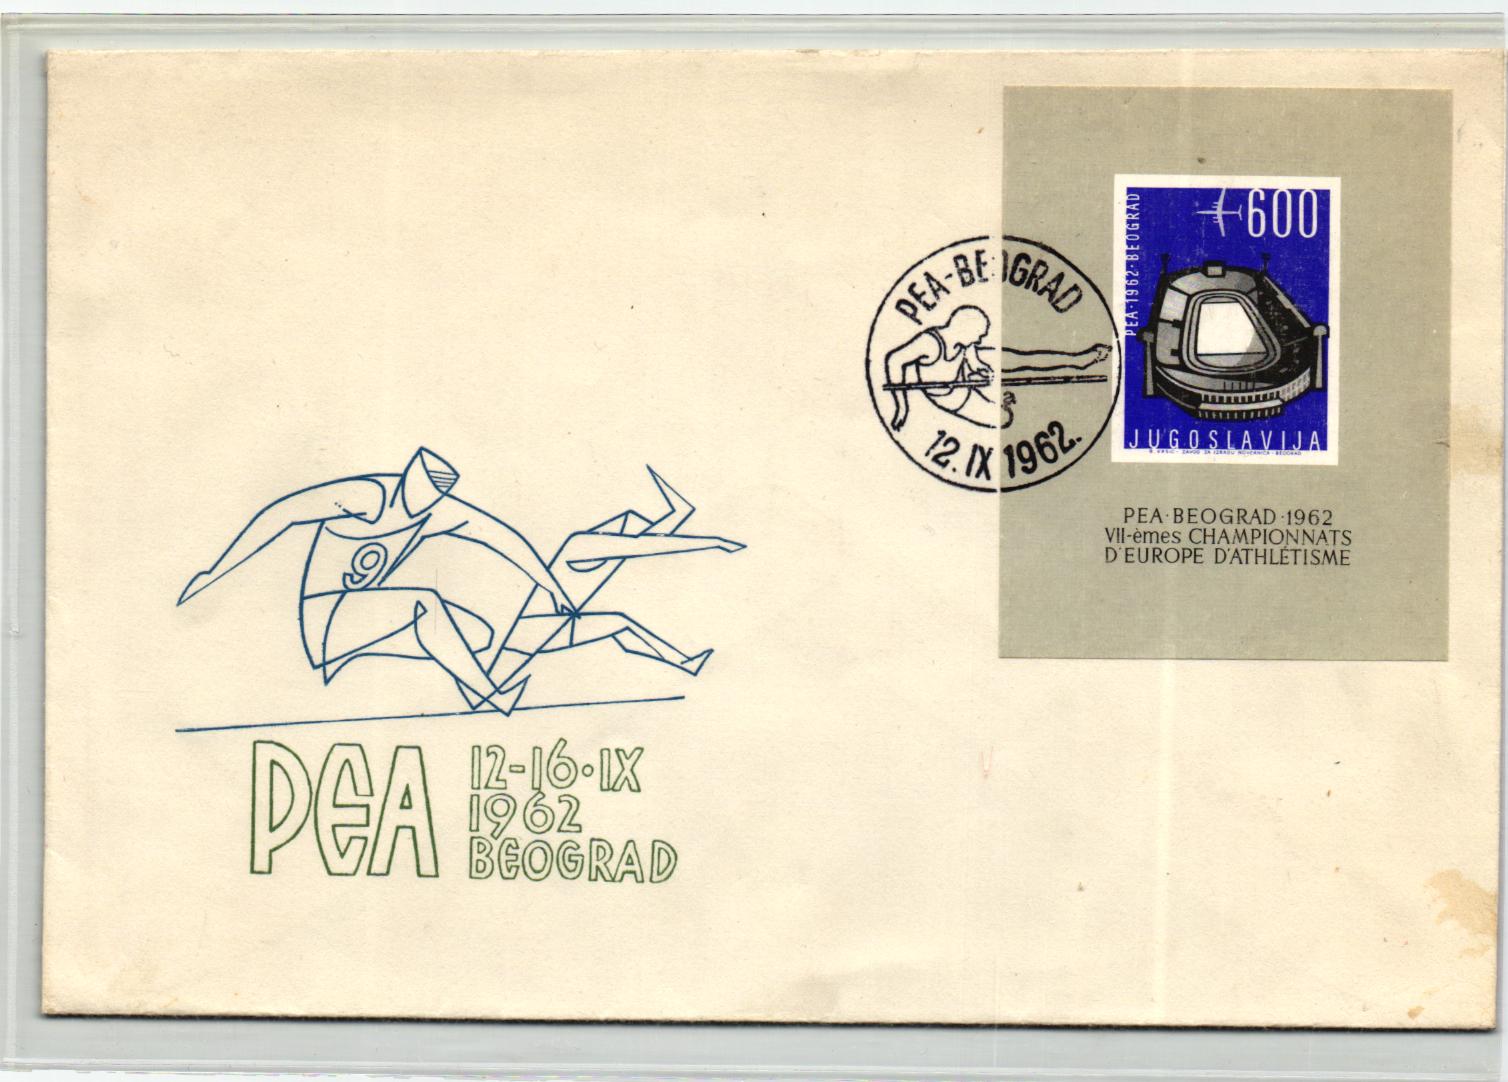 PEA-BEOGRAD
a
12.IX 1962.
600
PEA·1962·BEOGRAD
JUGOSLAVIJA
PEA·BEOGRAD·1962
VII-èmes CHAMPIONNATS
D'EUROPE D'ATHLÉTISME
9
PEA
12-16·IX
1962
BEOGRAD